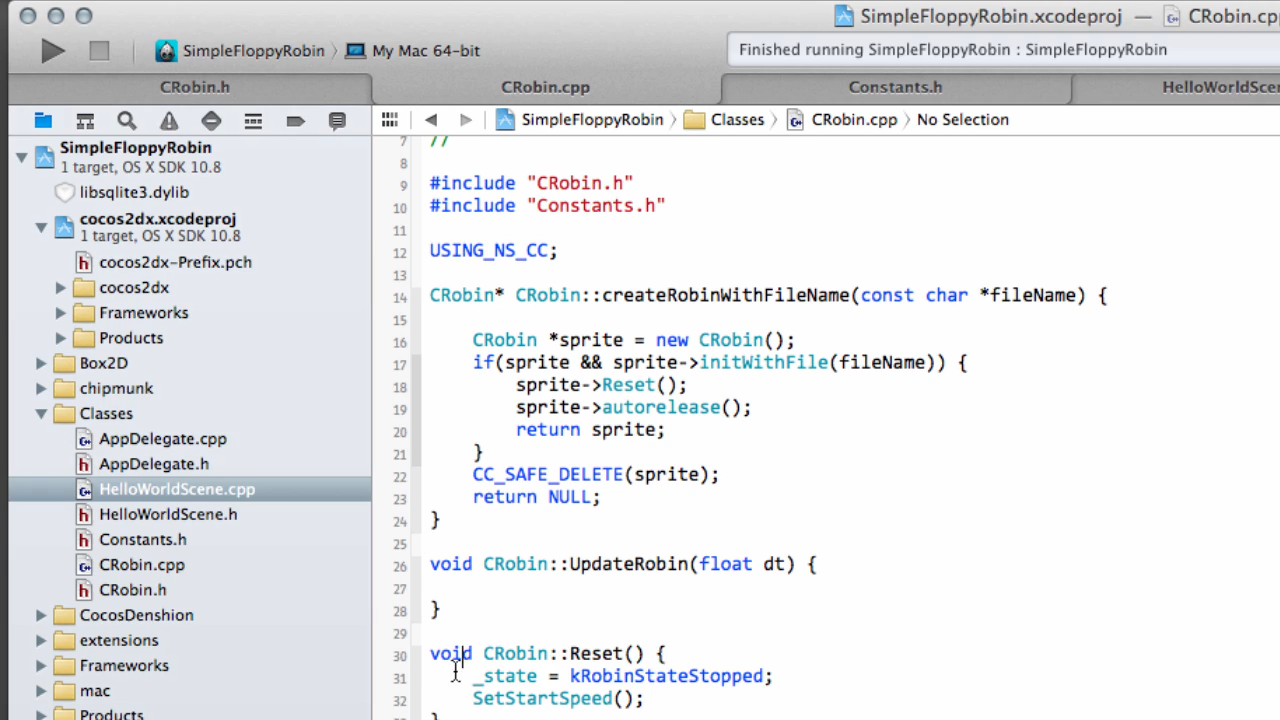 SimpleFloppyRobin.xcodeproj — CRobin.cp
SimpleFloppyRobin 〉 My Mac 64-bit
Finished running SimpleFloppyRobin : SimpleFloppyRobin
CRobin.h
CRobin.cpp
Constants.h
HelloWorldScen
SimpleFloppyRobin 〉 Classes 〉 CRobin.cpp 〉 No Selection
SimpleFloppyRobin
1 target, OS X SDK 10.8
libsqlite3.dylib
cocos2dx.xcodeproj
1 target, OS X SDK 10.8
cocos2dx-Prefix.pch
cocos2dx
Frameworks
Products
Box2D
chipmunk
Classes
AppDelegate.cpp
AppDelegate.h
HelloWorldScene.cpp
HelloWorldScene.h
Constants.h
CRobin.cpp
CRobin.h
CocosDenshion
extensions
Frameworks
mac
Products
7 //
8
9 #include "CRobin.h"
10 #include "Constants.h"
11
12 USING_NS_CC;
13
14 CRobin* CRobin::createRobinWithFileName(const char *fileName) {
15
16 CRobin *sprite = new CRobin();
17 if(sprite && sprite->initWithFile(fileName)) {
18 sprite->Reset();
19 sprite->autorelease();
20 return sprite;
21 }
22 CC_SAFE_DELETE(sprite);
23 return NULL;
24 }
25
26 void CRobin::UpdateRobin(float dt) {
27
28 }
29
30 void CRobin::Reset() {
31 _state = kRobinStateStopped;
32 SetStartSpeed();